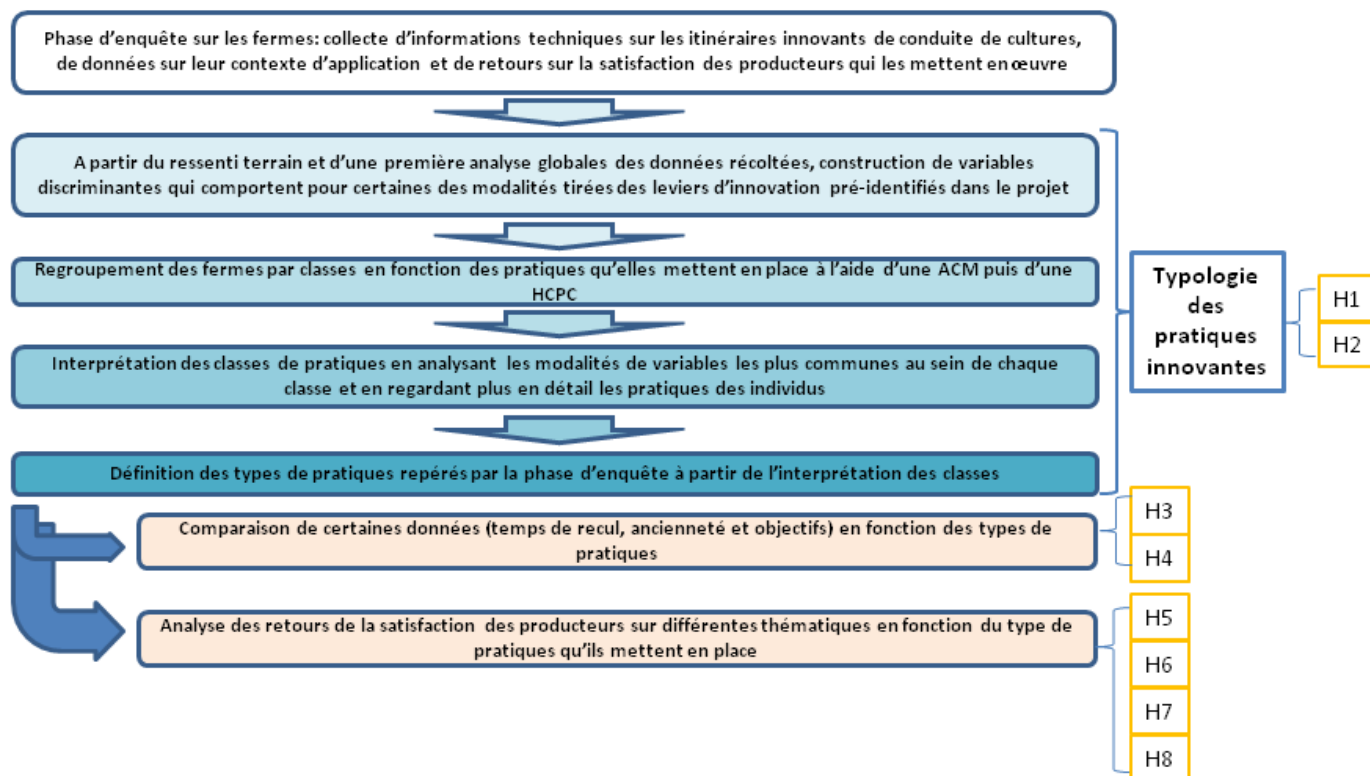 Phase d'enquête sur les fermes: collecte d'informations techniques sur les itinéraires innovants de conduite de cultures,
de données sur leur contexte d'application et de retours sur la satisfaction des producteurs qui les mettent en œuvre
A partir du ressenti terrain et d'une première analyse globales des données récoltées, construction de variables
discriminantes qui comportent pour certaines des modalités tirées des leviers d'innovation pré-identifiés dans le projet
Regroupement des fermes par classes en fonction des pratiques qu'elles mettent en place à l'aide d'une ACM puis d'une
HCPC
Interprétation des classes de pratiques en analysant les modalités de variables les plus communes au sein de chaque
classe et en regardant plus en détail les pratiques des individus
Définition des types de pratiques repérés par la phase d'enquête à partir de l'interprétation des classes
Typologie
des
pratiques
innovantes
H1
H2
Comparaison de certaines données (temps de recul, ancienneté et objectifs) en fonction des types de
pratiques
H3
H4
Analyse des retours de la satisfaction des producteurs sur différentes thématiques en fonction du type de
pratiques qu'ils mettent en place
H5
H6
H7
H8